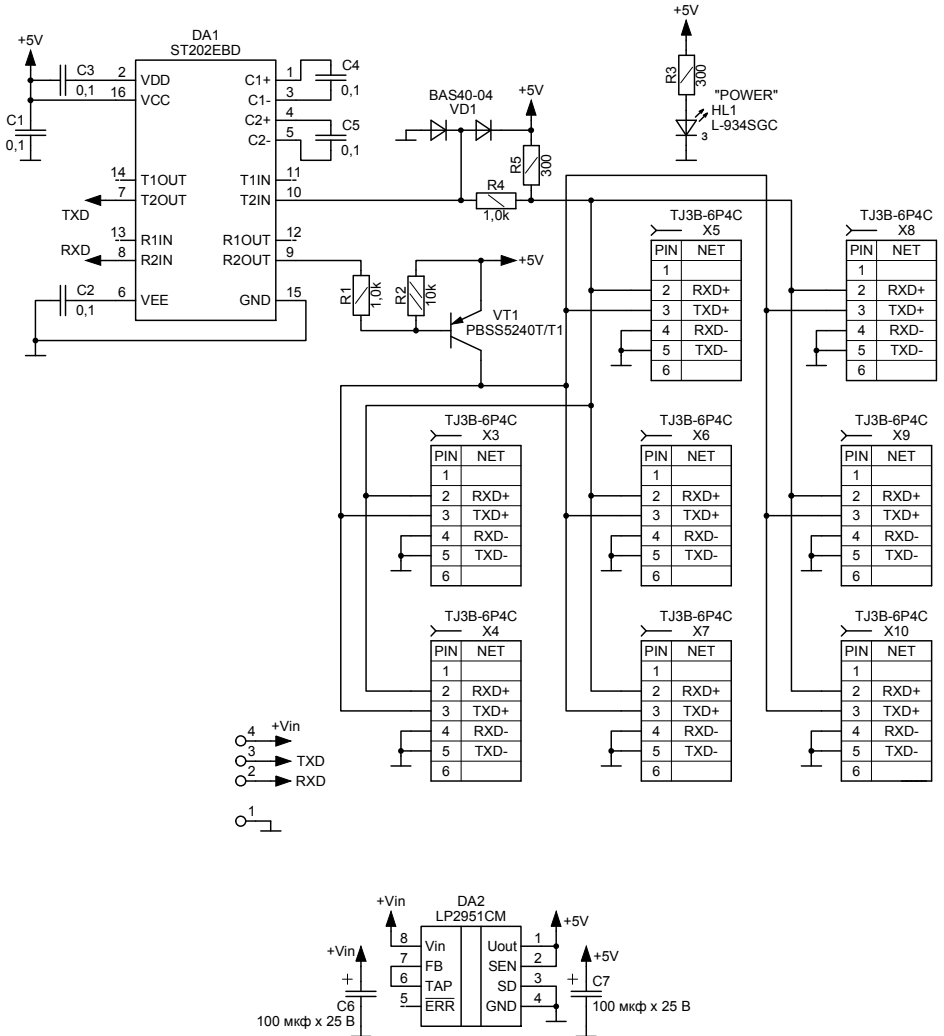 +5V
C3
0,1
C1
0,1
DA1
ST202EBD
2 VDD C1+ 1
16 VCC C1- 3
C2+ 4
C2- 5
14 T1OUT T1IN 11
7 T2OUT T2IN 10
13 R1IN R1OUT 12
8 R2IN R2OUT 9
6 VEE GND 15
C4
0,1
C5
0,1
TXD
RXD
C2
0,1
BAS40-04
VD1
+5V
R5
300
R4
1,0k
R1
1,0k
R2
10k
+5V
VT1
PBSS5240T/T1
+5V
R3
300
"POWER"
HL1
L-934SGC
3
TJ3B-6P4C
X5
PIN NET
1
2 RXD+
3 TXD+
4 RXD-
5 TXD-
6
TJ3B-6P4C
X8
PIN NET
1
2 RXD+
3 TXD+
4 RXD-
5 TXD-
6
TJ3B-6P4C
X3
PIN NET
1
2 RXD+
3 TXD+
4 RXD-
5 TXD-
6
TJ3B-6P4C
X6
PIN NET
1
2 RXD+
3 TXD+
4 RXD-
5 TXD-
6
TJ3B-6P4C
X9
PIN NET
1
2 RXD+
3 TXD+
4 RXD-
5 TXD-
6
TJ3B-6P4C
X4
PIN NET
1
2 RXD+
3 TXD+
4 RXD-
5 TXD-
6
TJ3B-6P4C
X7
PIN NET
1
2 RXD+
3 TXD+
4 RXD-
5 TXD-
6
TJ3B-6P4C
X10
PIN NET
1
2 RXD+
3 TXD+
4 RXD-
5 TXD-
6
4 +Vin
3 TXD
2 RXD
1
+Vin
DA2
LP2951CM
8 Vin Uout 1
7 FB SEN 2
6 TAP SD 3
5 ERR GND 4
+5V
+Vin
+
C6
100 мкф x 25 В
+5V
+
C7
100 мкф x 25 В